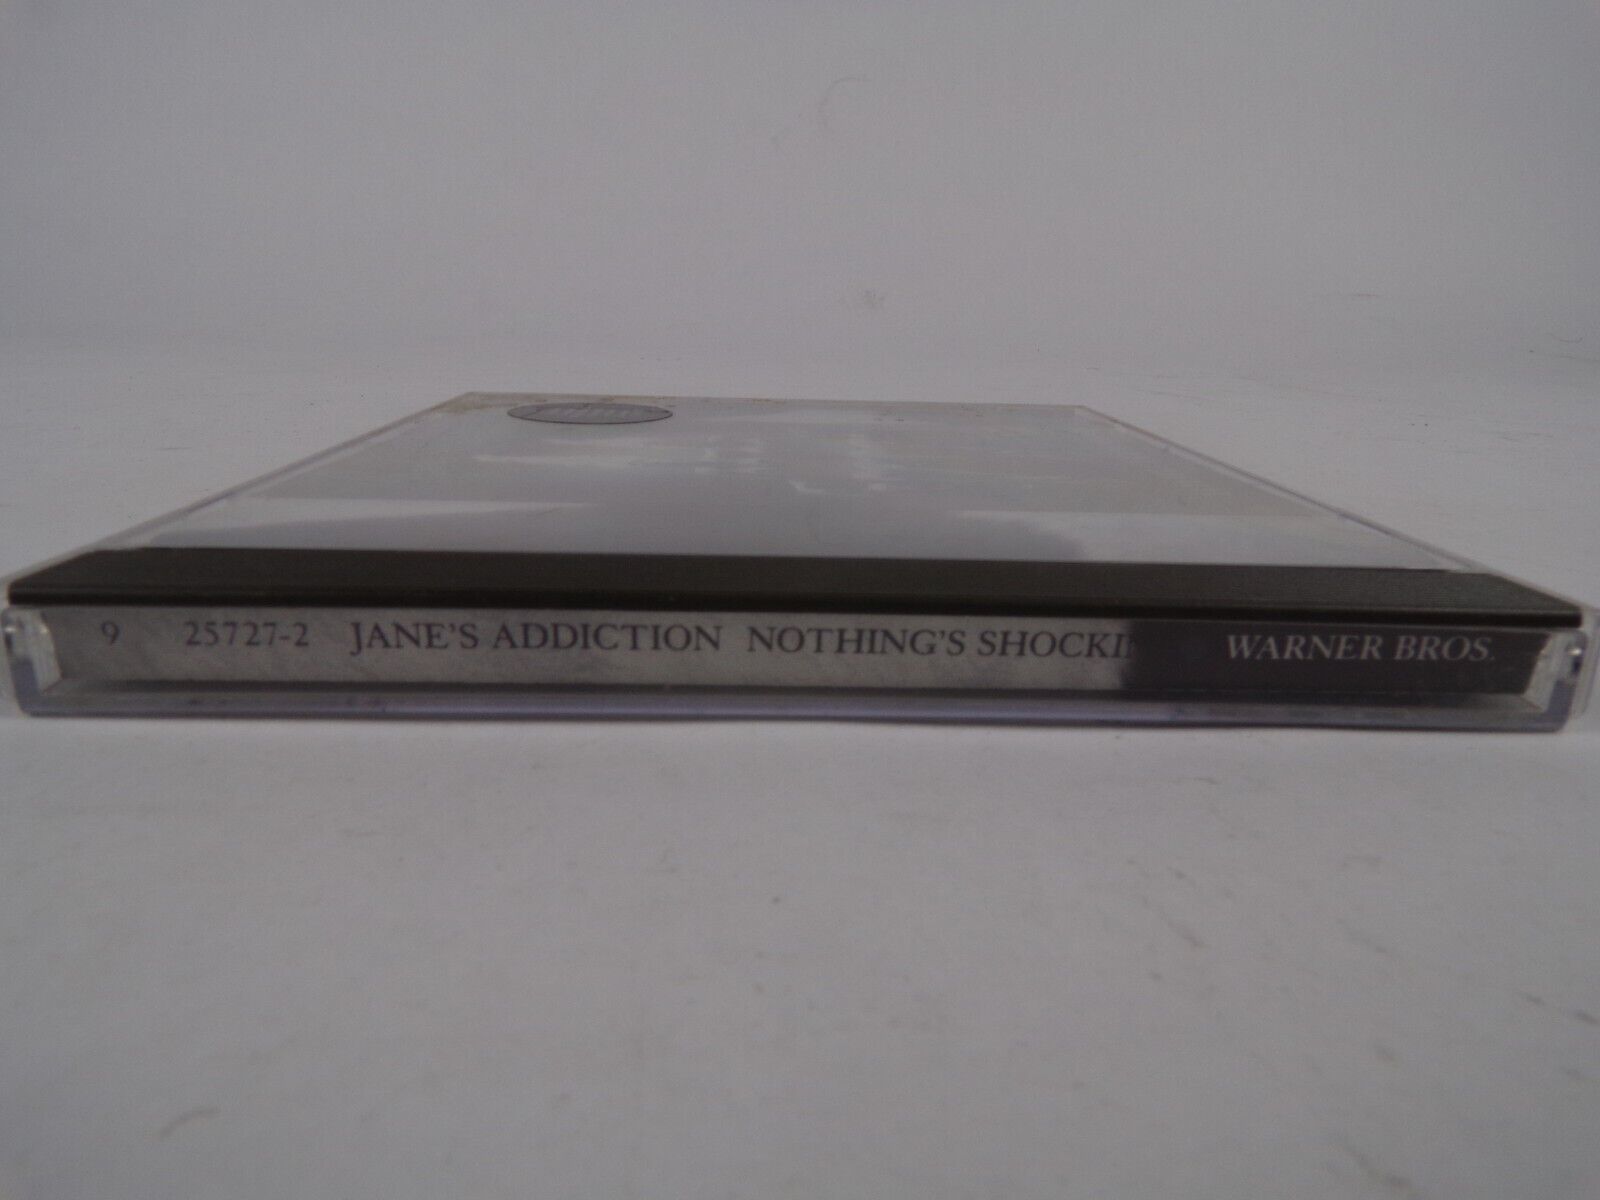 9 25727-2 JANE'S ADDICTION NOTHING'S SHOCKI WARNER BROS.